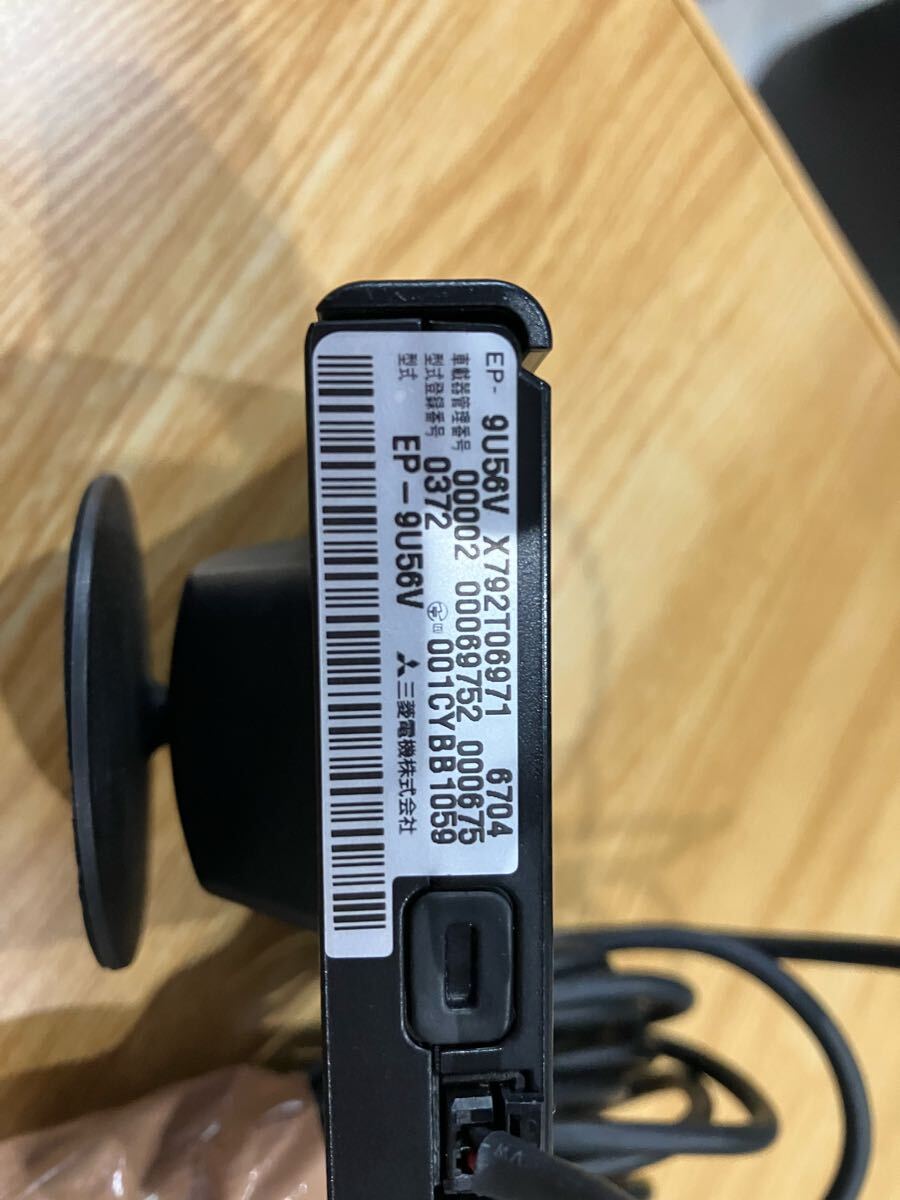 EP- 9U56V X792T06971 6704
車載器管理番号 00002 00069752 000675
型式登録番号 0372 001CYBB1059
型式 EP-9U56V 三菱電機株式会社